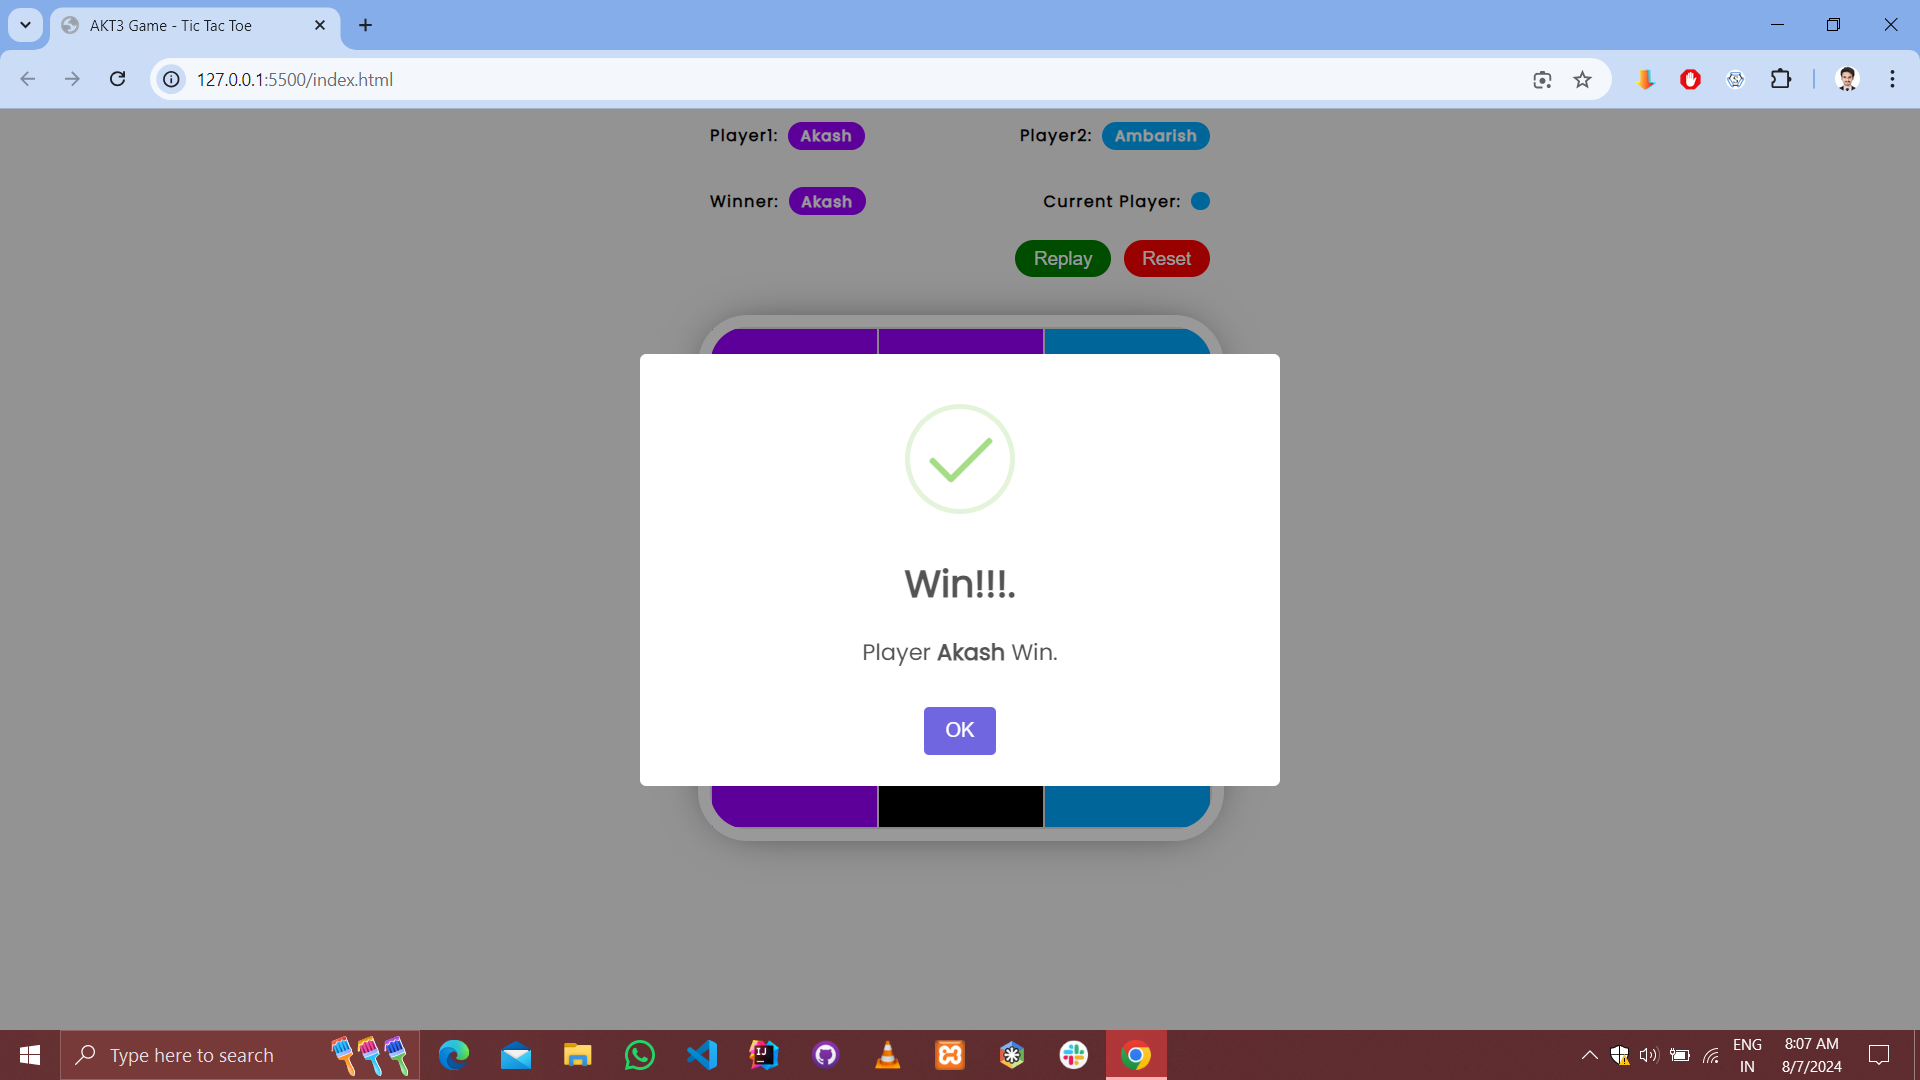 AKT3 Game - Tic Tac Toe
127.0.0.1:5500/index.html
Player1: Akash
Player2: Ambarish
Winner: Akash
Current Player:
Replay
Reset
Win!!!.
Player Akash Win.
OK
Type here to search
IJ
ENG
IN
8:07 AM
8/7/2024